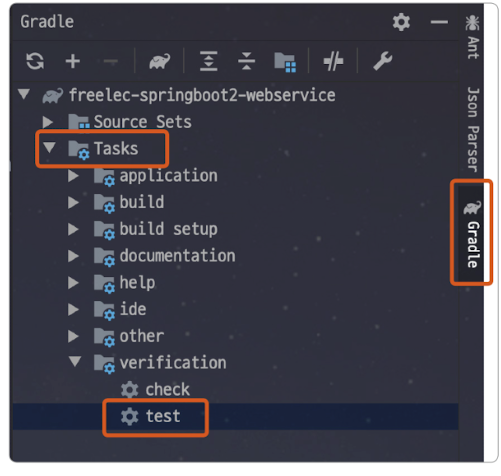 Gradle
freelec-springboot2-webservice
Source Sets
Tasks
application
build
build setup
documentation
help
ide
other
verification
check
test
Ant
Json Parser
Gradle